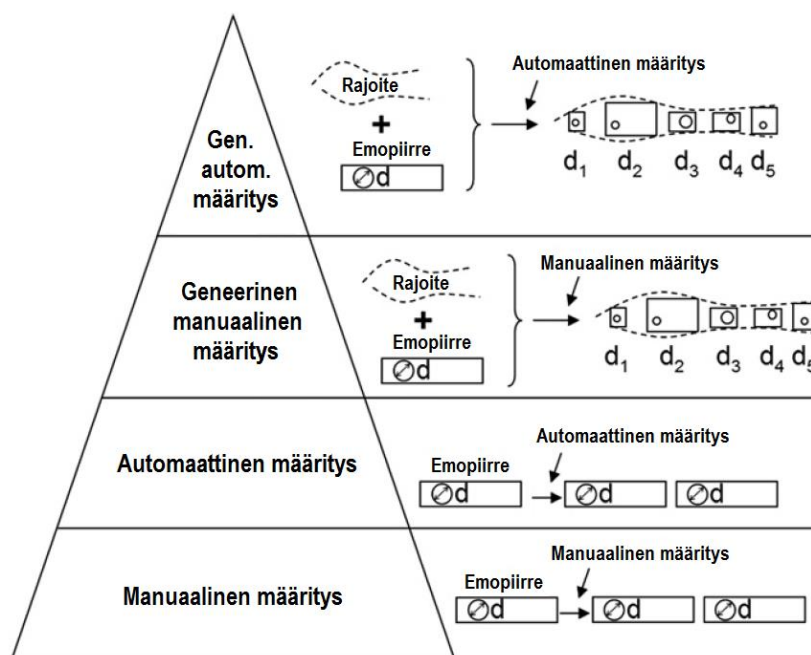 Gen.
autom.
määritys
Rajoite
+
Emopiirre
d
Automaattinen määritys
d₁ d₂ d₃ d₄ d₅
Geneerinen
manuaalinen
määritys
Rajoite
+
Emopiirre
d
Manuaalinen määritys
d₁ d₂ d₃ d₄ d₅
Automaattinen määritys
Emopiirre
Automaattinen määritys
d d d
Manuaalinen määritys
Emopiirre
Manuaalinen määritys
d d d